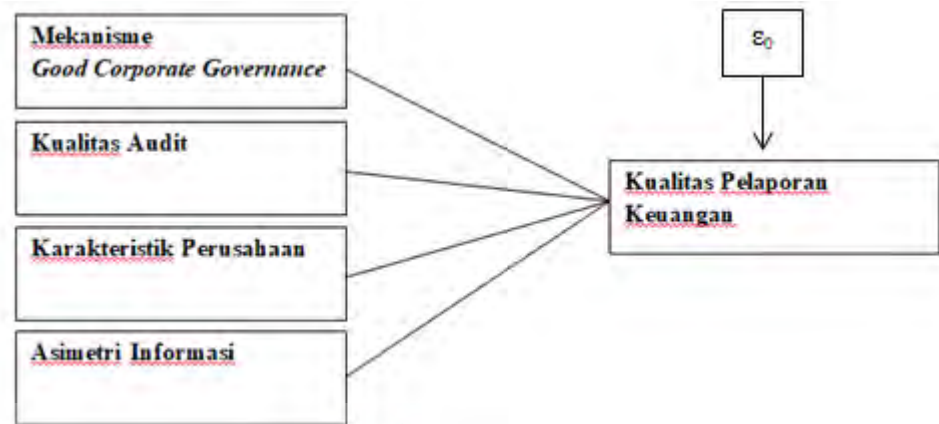 Mekanisme
Good Corporate Governance
Kualitas Audit
Karakteristik Perusahaan
Asimetri Informasi
ε₀
Kualitas Pelaporan
Keuangan